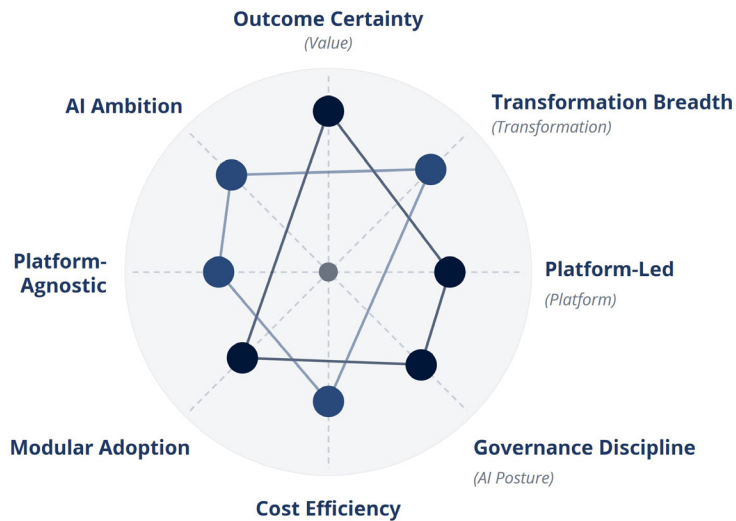 Outcome Certainty
(Value)
AI Ambition
Transformation Breadth
(Transformation)
Platform-
Agnostic
Platform-Led
(Platform)
Modular Adoption
Governance Discipline
(AI Posture)
Cost Efficiency